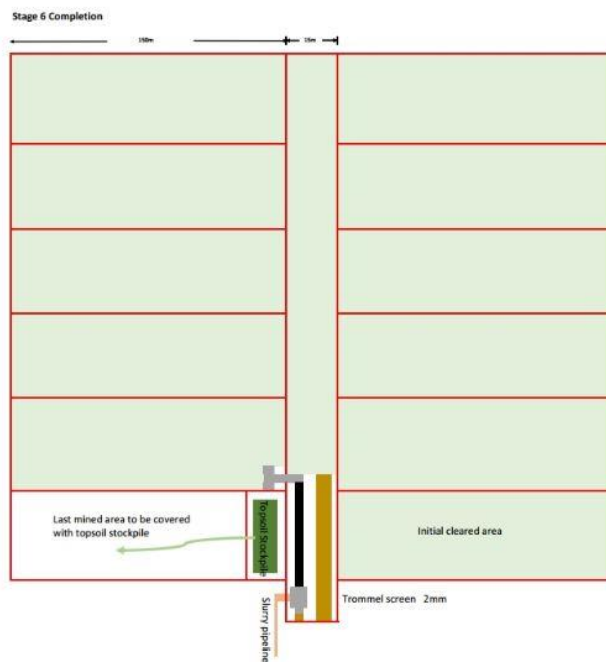 Stage 6 Completion
150m
15m
Last mined area to be covered
with topsoil stockpile
Topsoil Stockpile
Initial cleared area
Trommel screen 2mm
Slurry pipeline